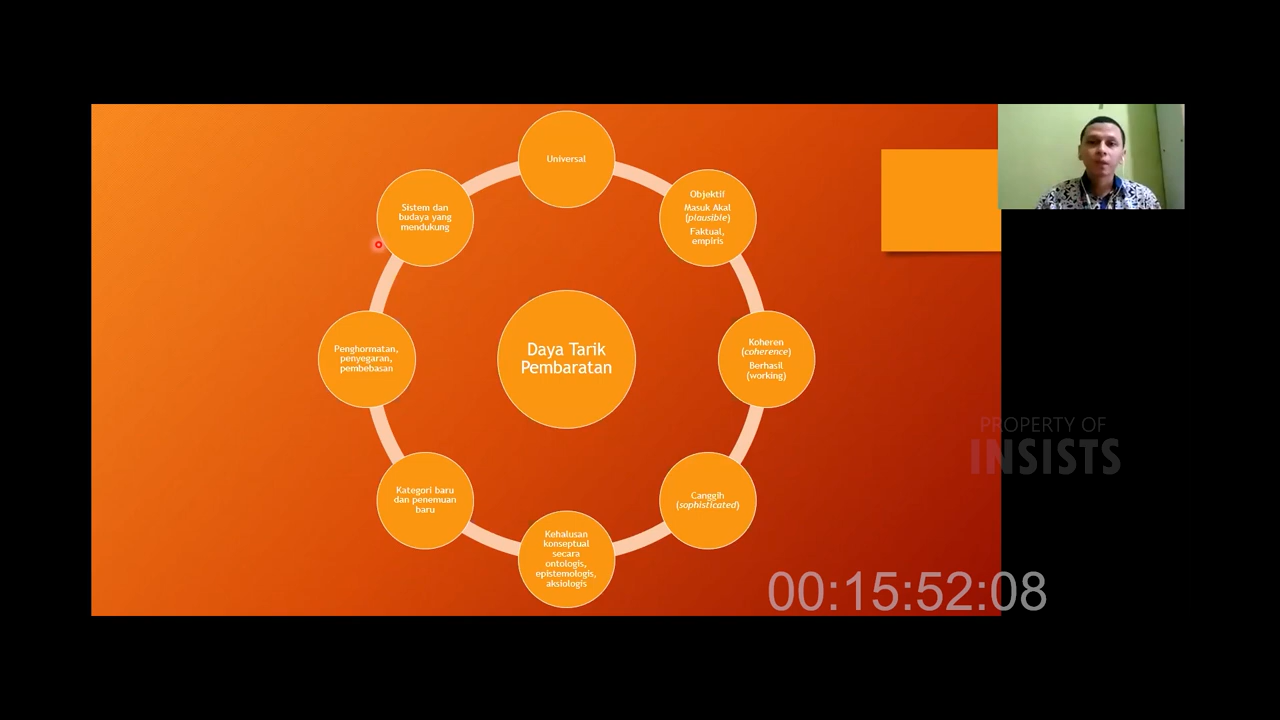 Universal
Objektif
Masuk Akal
(plausible)
Faktual,
empiris
Koheren
(coherence)
Berhasil
(working)
Canggih
(sophisticated)
Kehalusan
konseptual
secara
ontologis,
epistemologis,
aksiologis
Kategori baru
dan penemuan
baru
Penghormatan,
penyegaran,
pembebasan
Sistem dan
budaya yang
mendukung
Daya Tarik
Pembaratan
PROPERTY OF
INSISTS
00:15:52:08